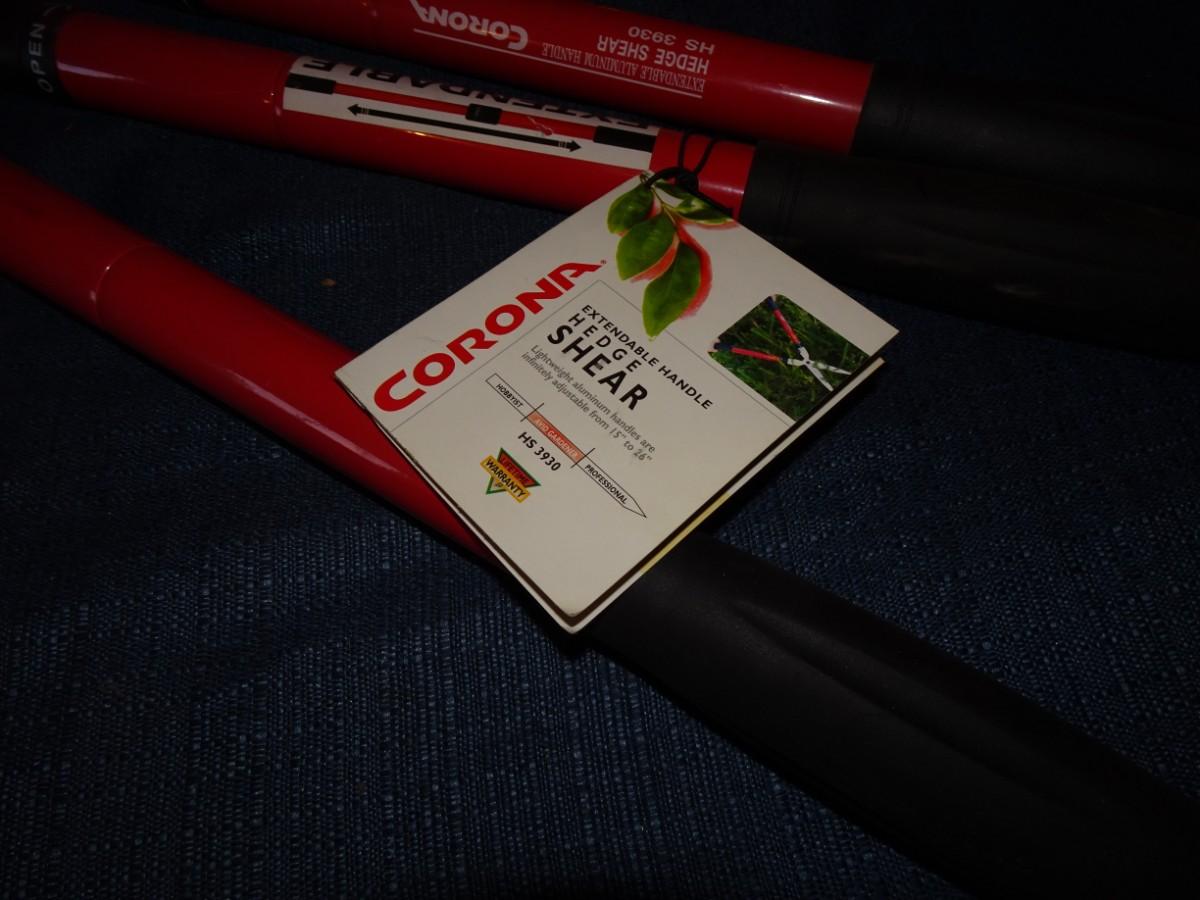 CORONA
EXTENDABLE ALUMINUM HANDLE
HEDGE SHEAR
HS 3930
OPEN
EXTENDABLE
CORONA®
EXTENDABLE HANDLE
HEDGE
SHEAR
Lightweight aluminum handles are
infinitely adjustable from 15" to 26"
HOBBYIST
AVID GARDENER
PROFESSIONAL
HS 3930
LIFETIME
WARRANTY